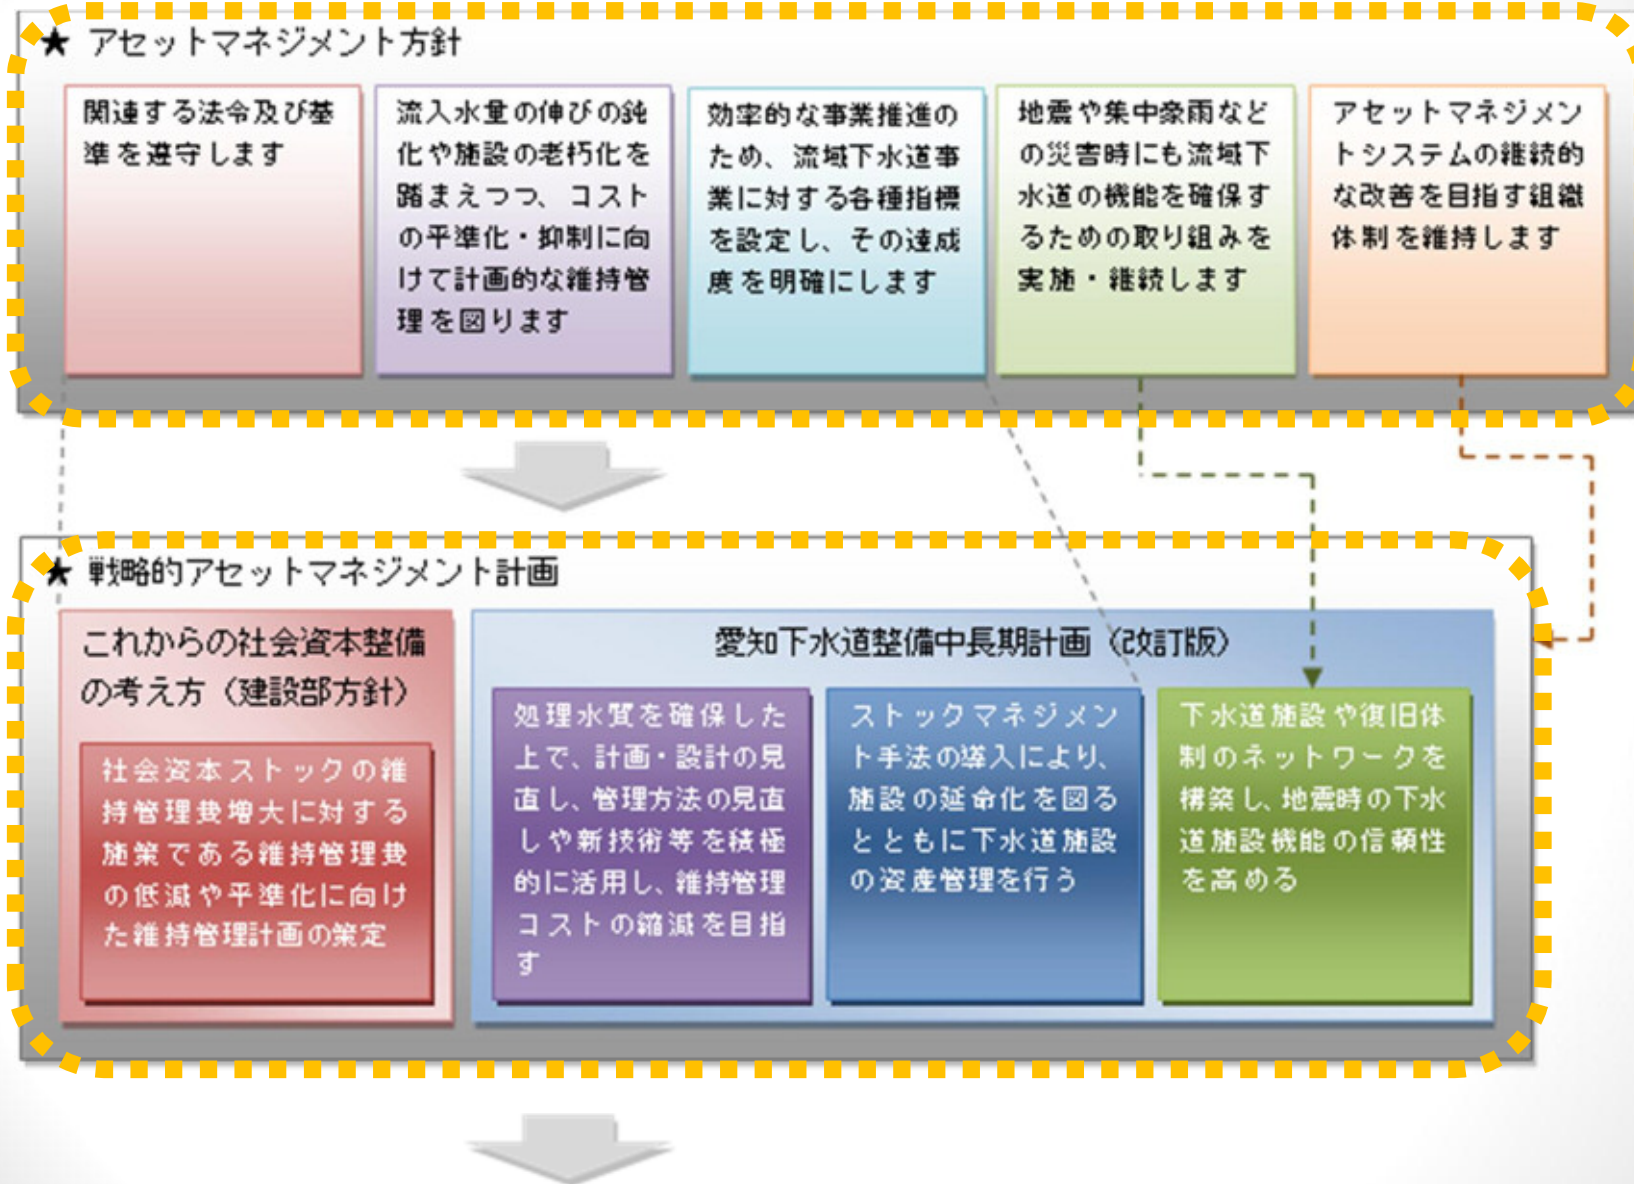 ★ アセットマネジメント方針
関連する法令及び基
準を遵守します
流入水量の伸びの鈍
化や施設の老朽化を
踏まえつつ、コスト
の平準化・抑制に向
けて計画的な維持管
理を図ります
効率的な事業推進の
ため、流域下水道事
業に対する各種指標
を設定し、その達成
度を明確にします
地震や集中豪雨など
の災害時にも流域下
水道の機能を確保す
るための取り組みを
実施・継続します
アセットマネジメン
トシステムの継続的
な改善を目指す組織
体制を維持します
★ 戦略的アセットマネジメント計画
これからの社会資本整備
の考え方（建設部方針）
社会資本ストックの維
持管理費増大に対する
施策である維持管理費
の低減や平準化に向け
た維持管理計画の策定
愛知下水道整備中長期計画（改訂版）
処理水質を確保した
上で、計画・設計の見
直し、管理方法の見直
しや新技術等を積極
的に活用し、維持管理
コストの縮減を目指
す
ストックマネジメン
ト手法の導入により、
施設の延命化を図る
とともに下水道施設
の資産管理を行う
下水道施設や復旧体
制のネットワークを
構築し、地震時の下水
道施設機能の信頼性
を高める